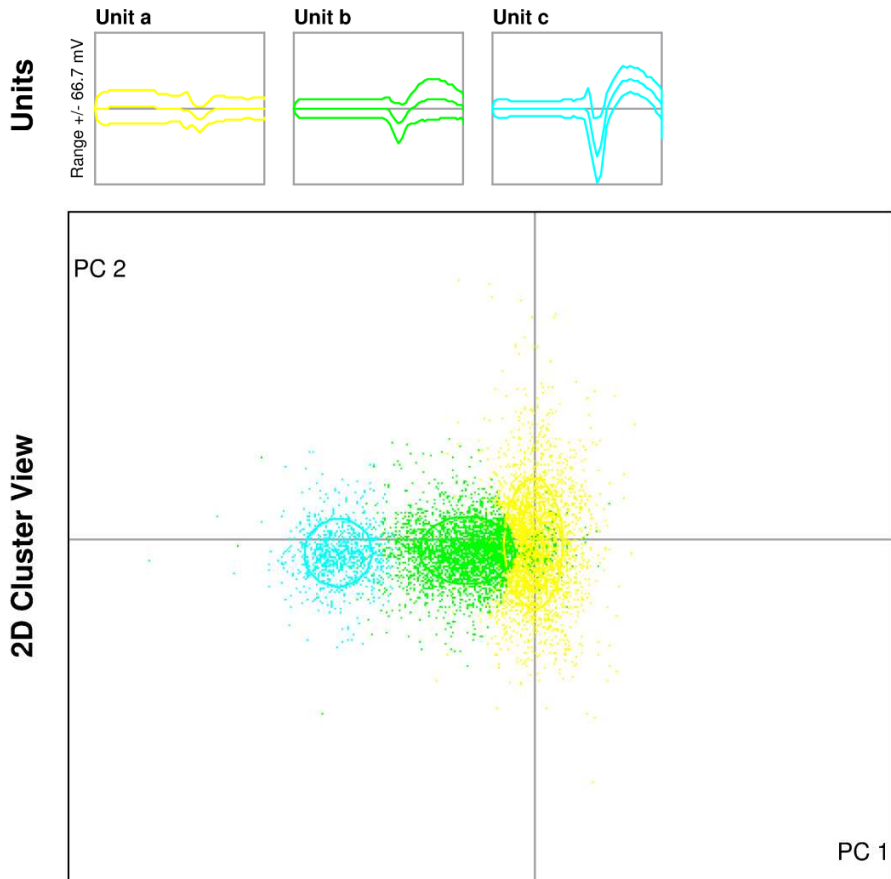 Unit a
Unit b
Unit c
Units
Range +/- 66.7 mV
PC 2
2D Cluster View
PC 1